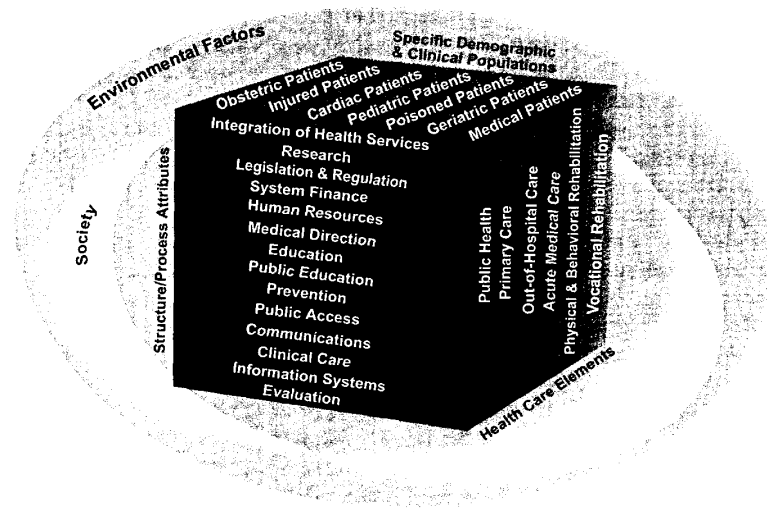 Environmental Factors
Specific Demographic
& Clinical Populations
Obstetric Patients
Injured Patients
Cardiac Patients
Pediatric Patients
Poisoned Patients
Geriatric Patients
Medical Patients
Society
Structure/Process Attributes
Integration of Health Services
Research
Legislation & Regulation
System Finance
Human Resources
Medical Direction
Education
Public Education
Prevention
Public Access
Communications
Clinical Care
Information Systems
Evaluation
Public Health
Primary Care
Out-of-Hospital Care
Acute Medical Care
Physical & Behavioral Rehabilitation
Vocational Rehabilitation
Health Care Elements